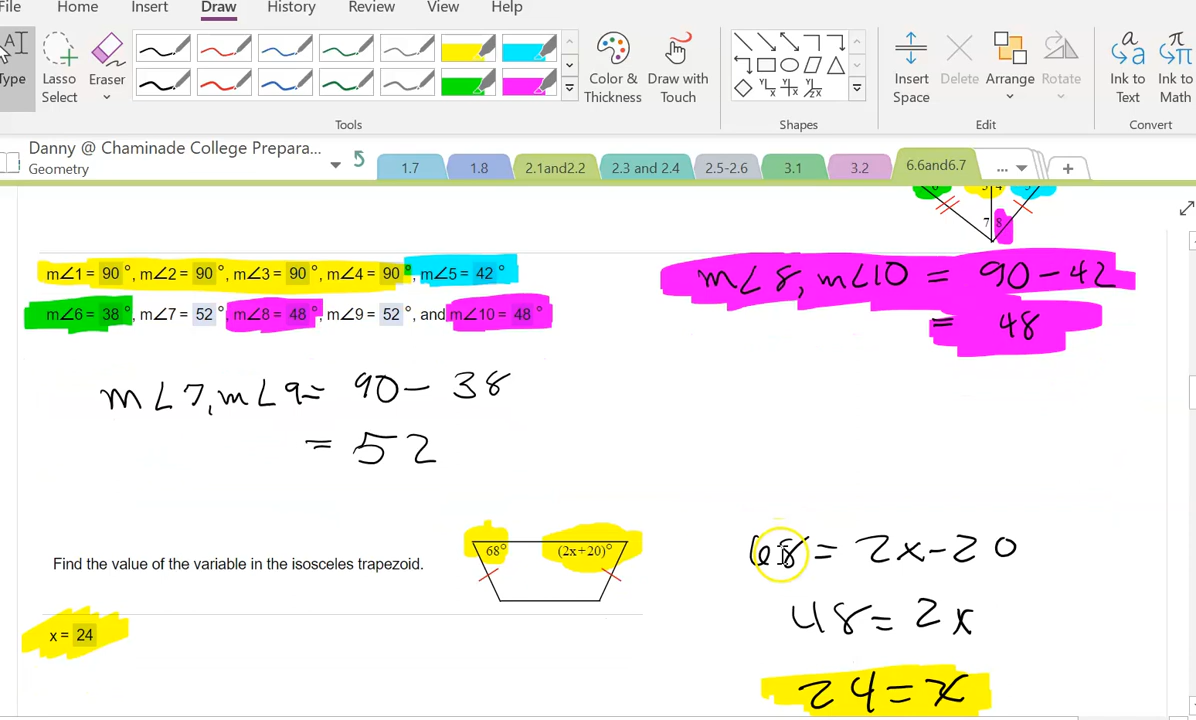 File Home Draw History Review View Help
Type Lasso Select Eraser Color & Thickness Draw with Touch Insert Space Delete Arrange Rotate Ink to Text Ink to Math
Tools Shapes Edit Convert
Danny @ Chaminade College Prepara...
Geometry
1.7 1.8 2.1and2.2 2.3 and 2.4 2.5-2.6 3.1 3.2 6.6and6.7 ... +
7 8
m∠1 = 90 °, m∠2 = 90 °, m∠3 = 90 °, m∠4 = 90 °, m∠5 = 42 °
m∠6 = 38 °, m∠7 = 52 °, m∠8 = 48 °, m∠9 = 52 °, and m∠10 = 48 °
m∠8, m∠10 = 90 - 42
= 48
m∠7, m∠9 = 90 - 38
= 52
Find the value of the variable in the isosceles trapezoid.
68° (2x+20)°
x = 24
68 = 2x-20
48 = 2x
24 = x